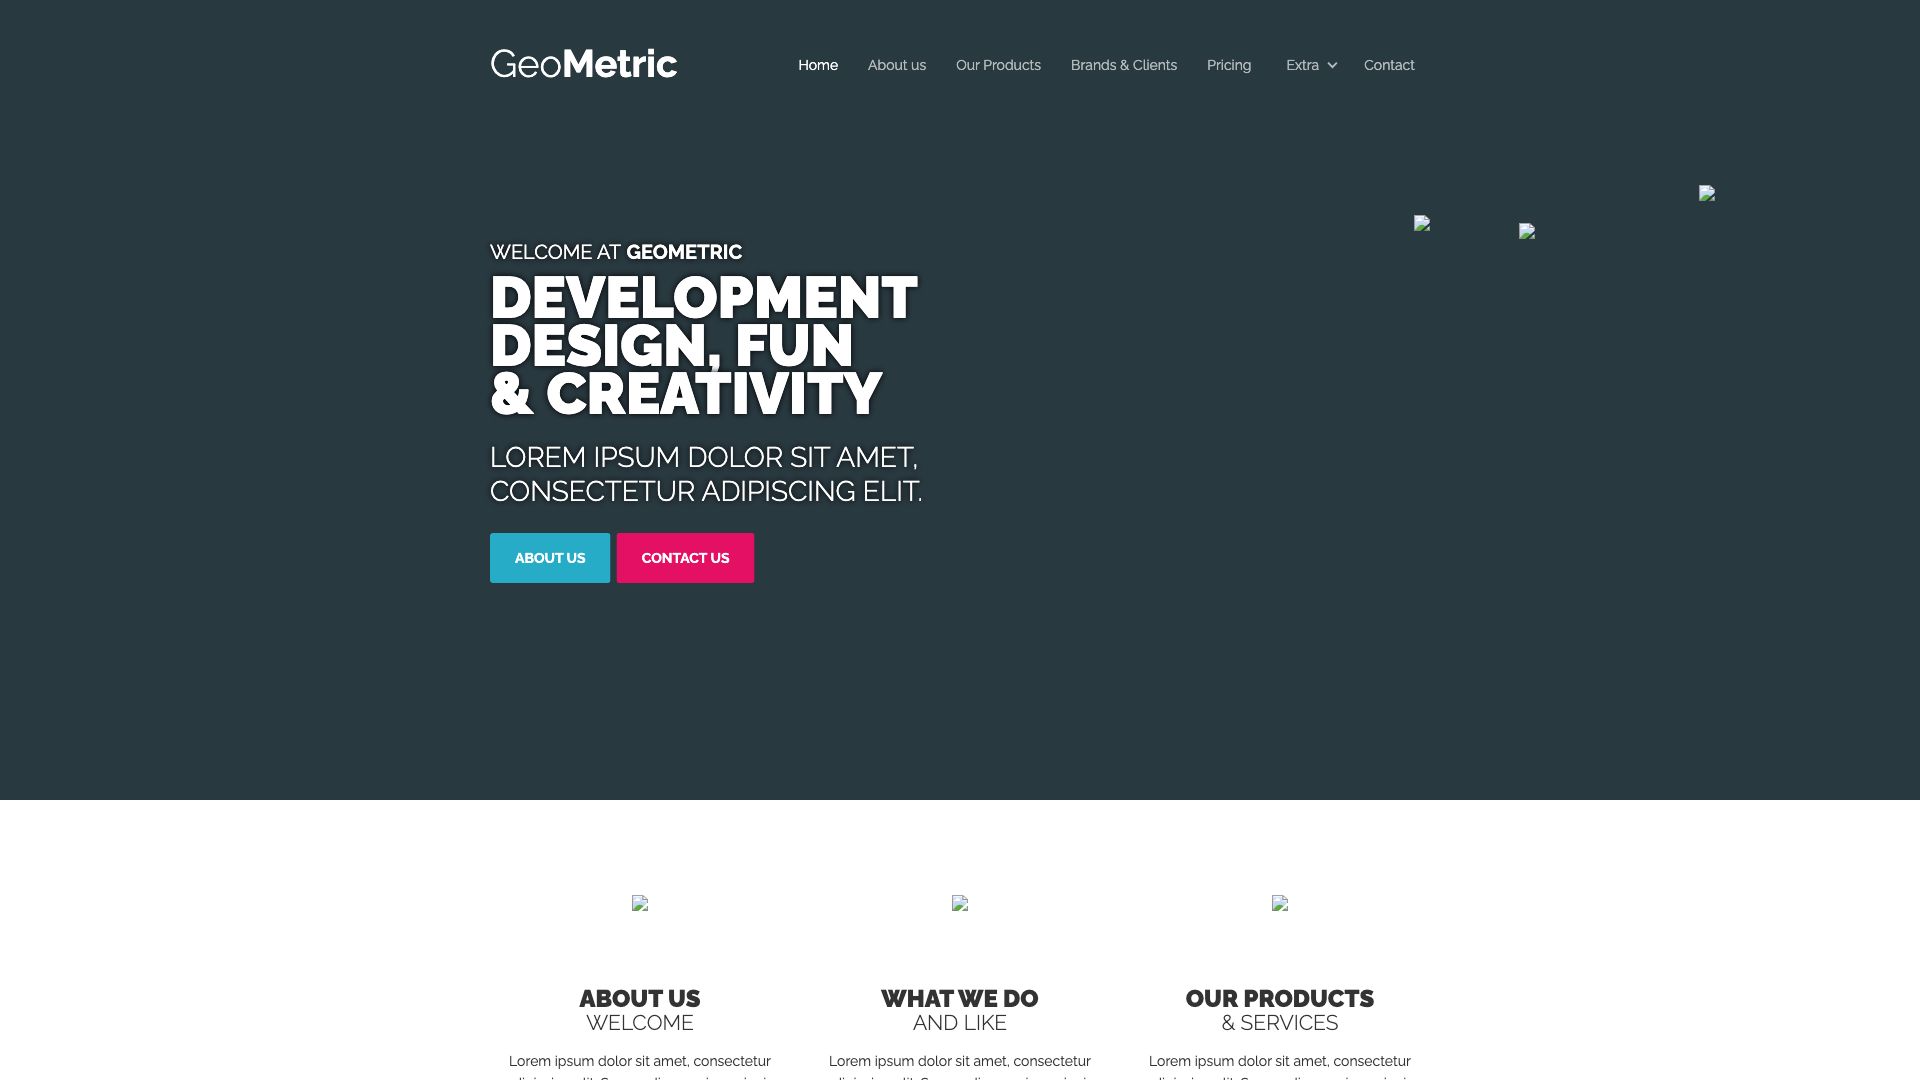 GeoMetric
Home About us Our Products Brands & Clients Pricing Extra Contact
WELCOME AT GEOMETRIC
DEVELOPMENT
DESIGN, FUN
& CREATIVITY
LOREM IPSUM DOLOR SIT AMET,
CONSECTETUR ADIPISCING ELIT.
ABOUT US CONTACT US
ABOUT US
WELCOME
Lorem ipsum dolor sit amet, consectetur
WHAT WE DO
AND LIKE
Lorem ipsum dolor sit amet, consectetur
OUR PRODUCTS
& SERVICES
Lorem ipsum dolor sit amet, consectetur